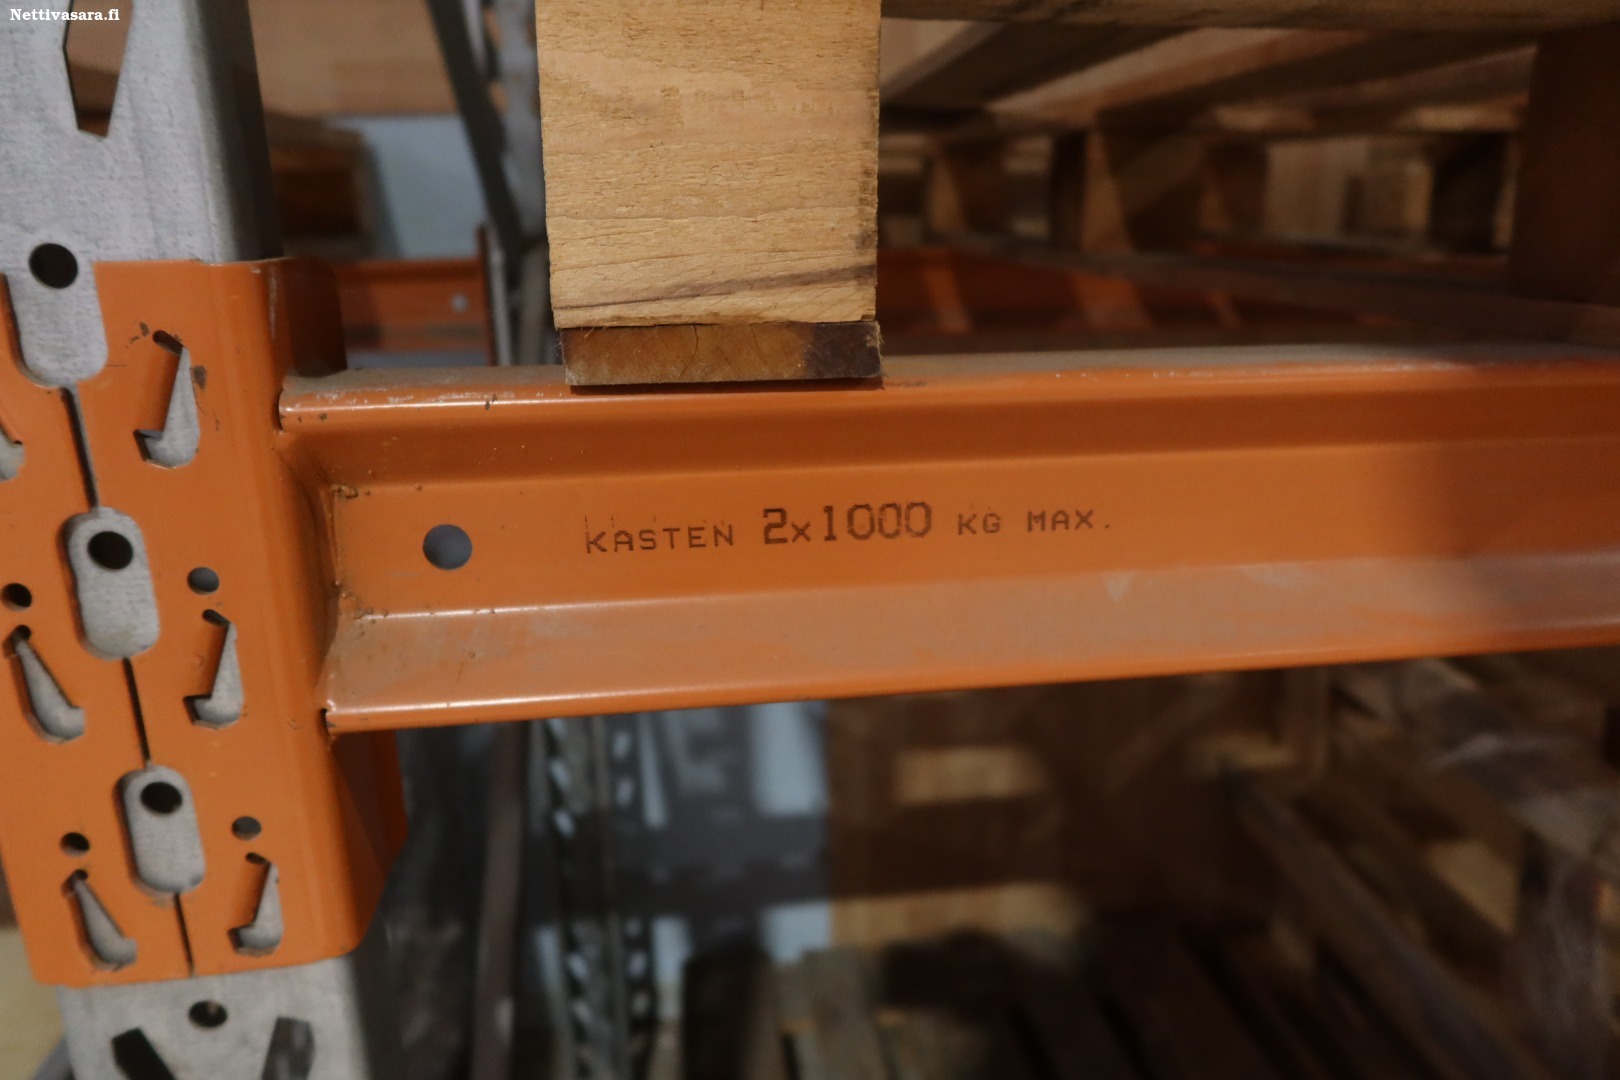 Nettivasara.fi
KASTEN 2x1000 KG MAX.